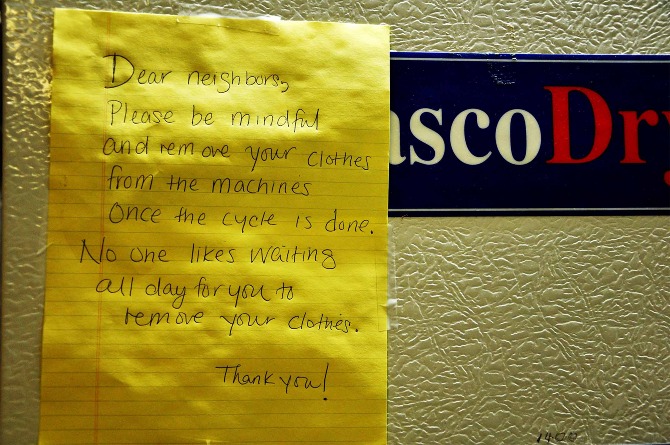 Dear neighbors,
Please be mindful
and remove your clothes
from the machines
Once the cycle is done.
No one likes waiting
all day for you to
remove your clothes.
Thank you!
ascoDry
1400